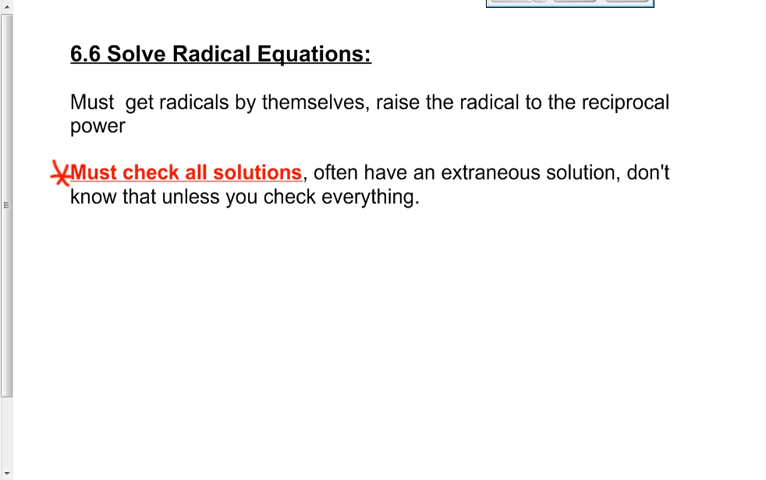 6.6 Solve Radical Equations:
Must  get radicals by themselves, raise the radical to the reciprocal
power
Must check all solutions, often have an extraneous solution, don't
know that unless you check everything.